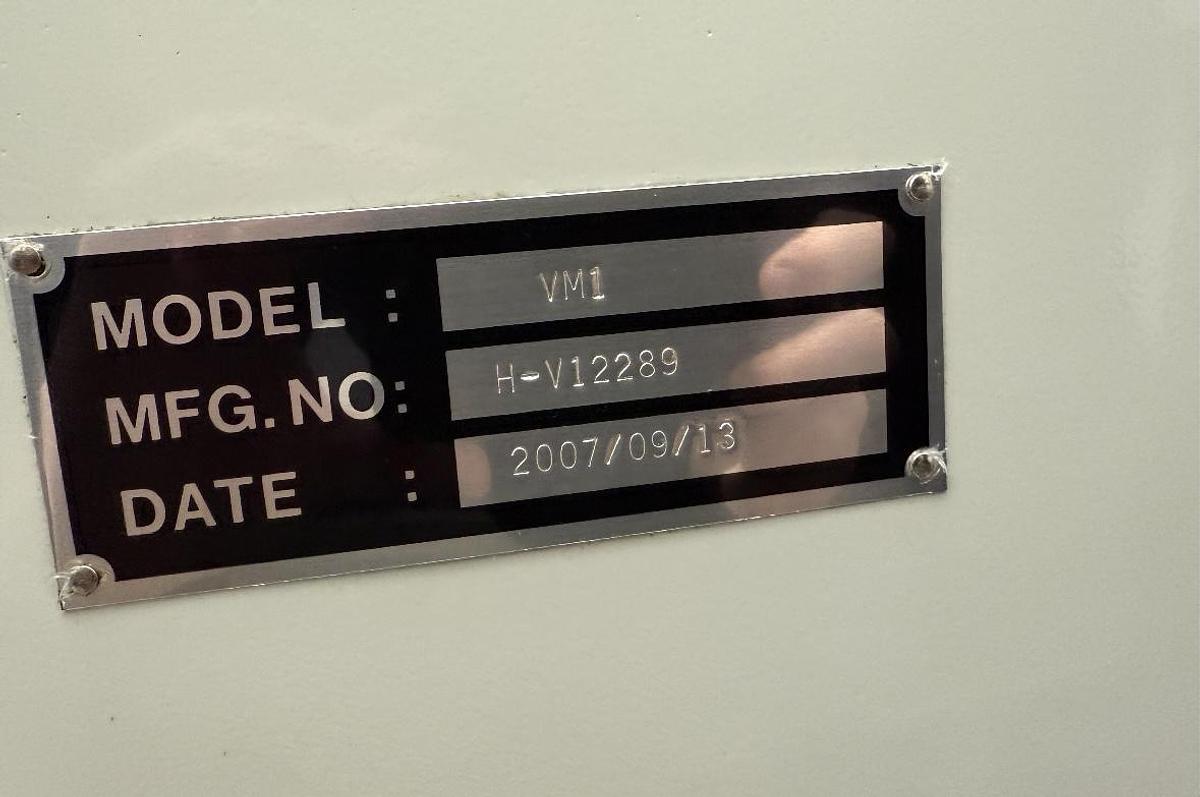 MODEL : VM1
MFG. NO: H-V12289
DATE : 2007/09/13